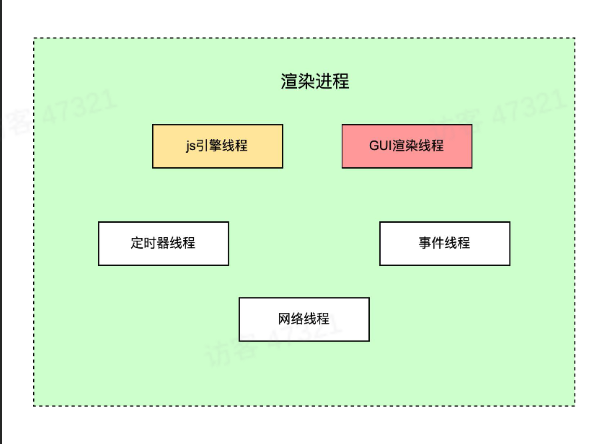 渲染进程
js引擎线程
GUI渲染线程
定时器线程
事件线程
网络线程
客 47321
客 47321
访客 47321